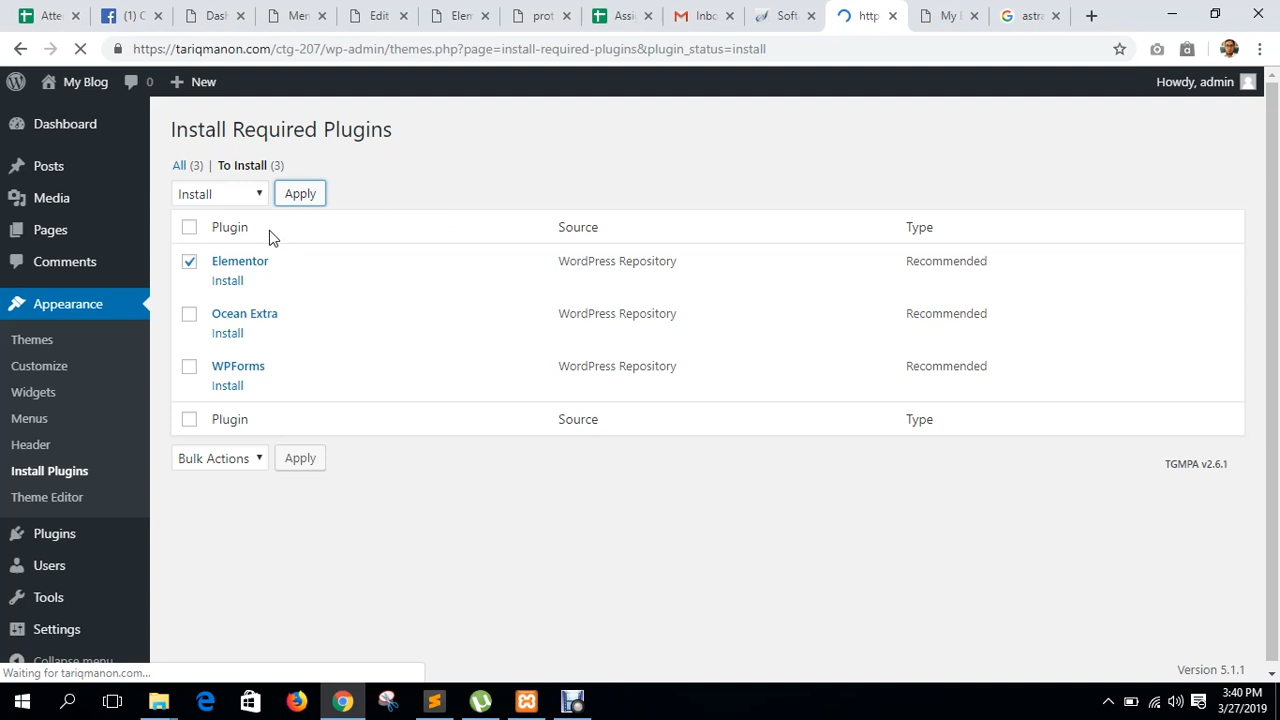 Atte
(1) C
Das
Mer
Edit
Eler
prot
Assi
Inbo
Soft
http
My E
astra
https://tariqmanon.com/ctg-207/wp-admin/themes.php?page=install-required-plugins&plugin_status=install
My Blog
0
New
Howdy, admin
Dashboard
Posts
Media
Pages
Comments
Appearance
Themes
Customize
Widgets
Menus
Header
Install Plugins
Theme Editor
Plugins
Users
Tools
Settings
Collapse menu
Install Required Plugins
All (3) | To Install (3)
Install
Apply
Plugin
Source
Type
Elementor
WordPress Repository
Recommended
Install
Ocean Extra
WordPress Repository
Recommended
Install
WPForms
WordPress Repository
Recommended
Install
Plugin
Source
Type
Bulk Actions
Apply
TGMPA v2.6.1
Version 5.1.1
Waiting for tariqmanon.com...
3:40 PM
3/27/2019